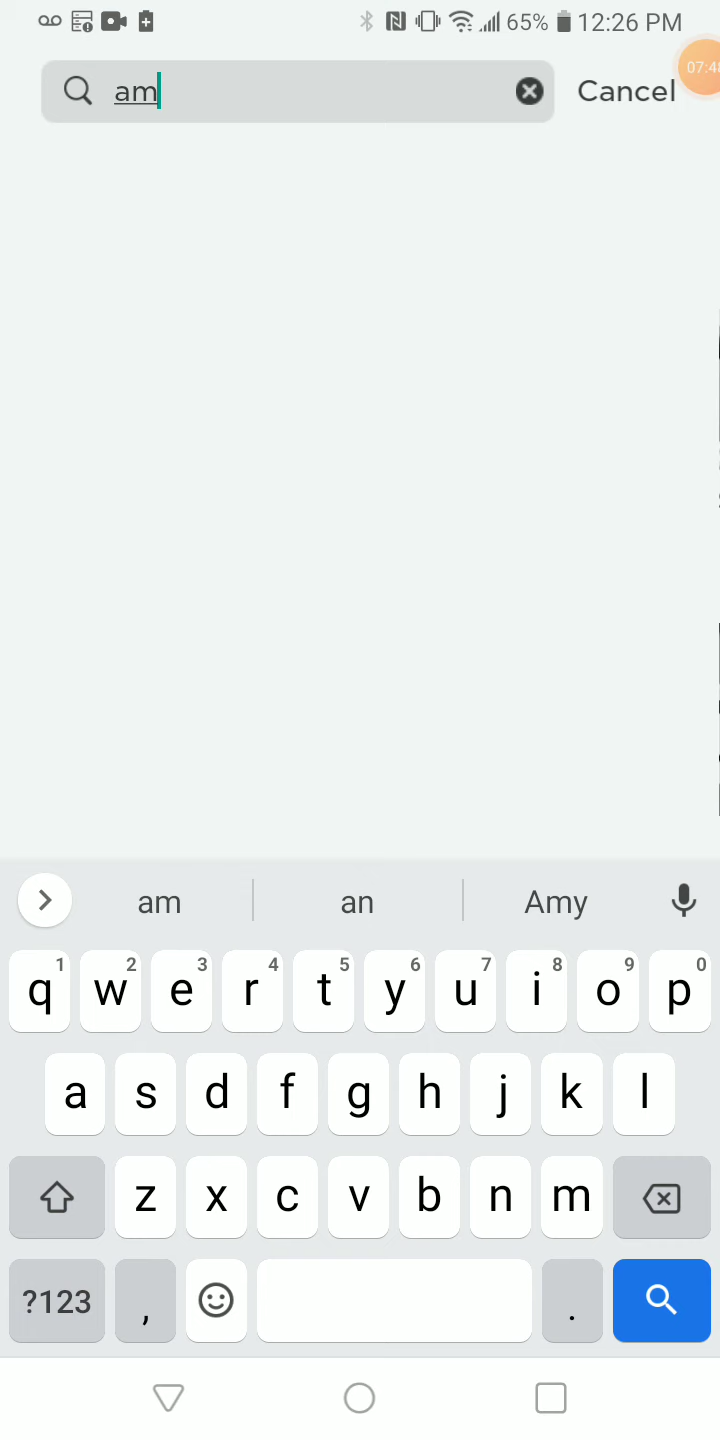 65% 12:26 PM
am Cancel
07:48
am an Amy
q1 w2 e3 r4 t5 y6 u7 i8 o9 p0
a s d f g h j k l
z x c v b n m
?123 , .